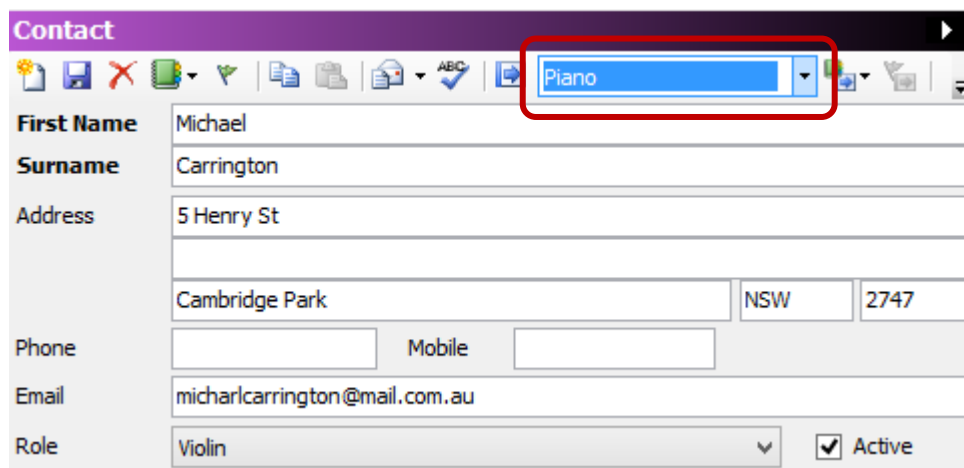 Contact
ABC Piano
First Name Michael
Surname Carrington
Address 5 Henry St
Cambridge Park NSW 2747
Phone Mobile
Email micharlcarrington@mail.com.au
Role Violin Active